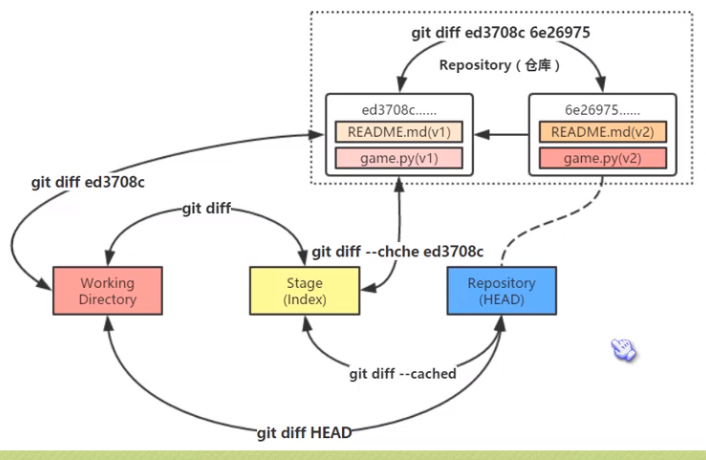 git diff ed3708c 6e26975
Repository（仓库）
ed3708c......
README.md(v1)
game.py(v1)
6e26975......
README.md(v2)
game.py(v2)
git diff ed3708c
git diff
git diff --chche ed3708c
Working
Directory
Stage
(Index)
Repository
(HEAD)
git diff --cached
git diff HEAD